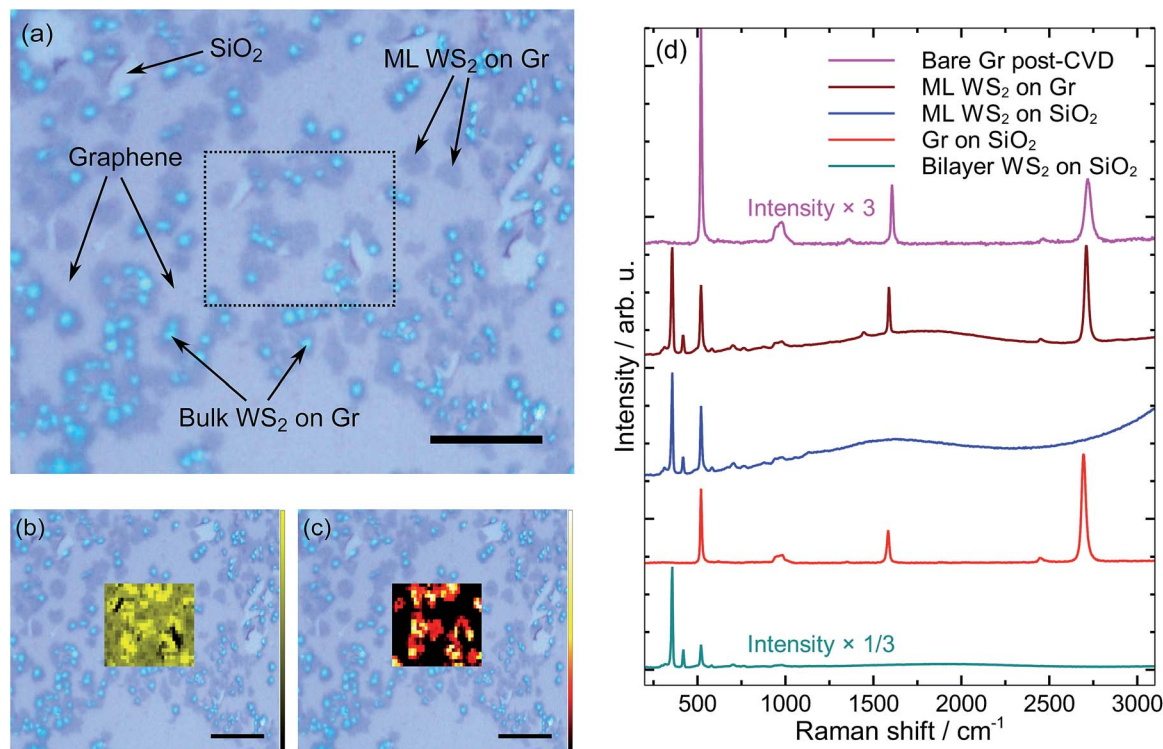 (a)
SiO₂
ML WS₂ on Gr
Graphene
Bulk WS₂ on Gr
(b)
(c)
(d)
Bare Gr post-CVD
ML WS₂ on Gr
ML WS₂ on SiO₂
Gr on SiO₂
Bilayer WS₂ on SiO₂
Intensity × 3
Intensity × 1/3
Intensity / arb. u.
500 1000 1500 2000 2500 3000
Raman shift / cm⁻¹